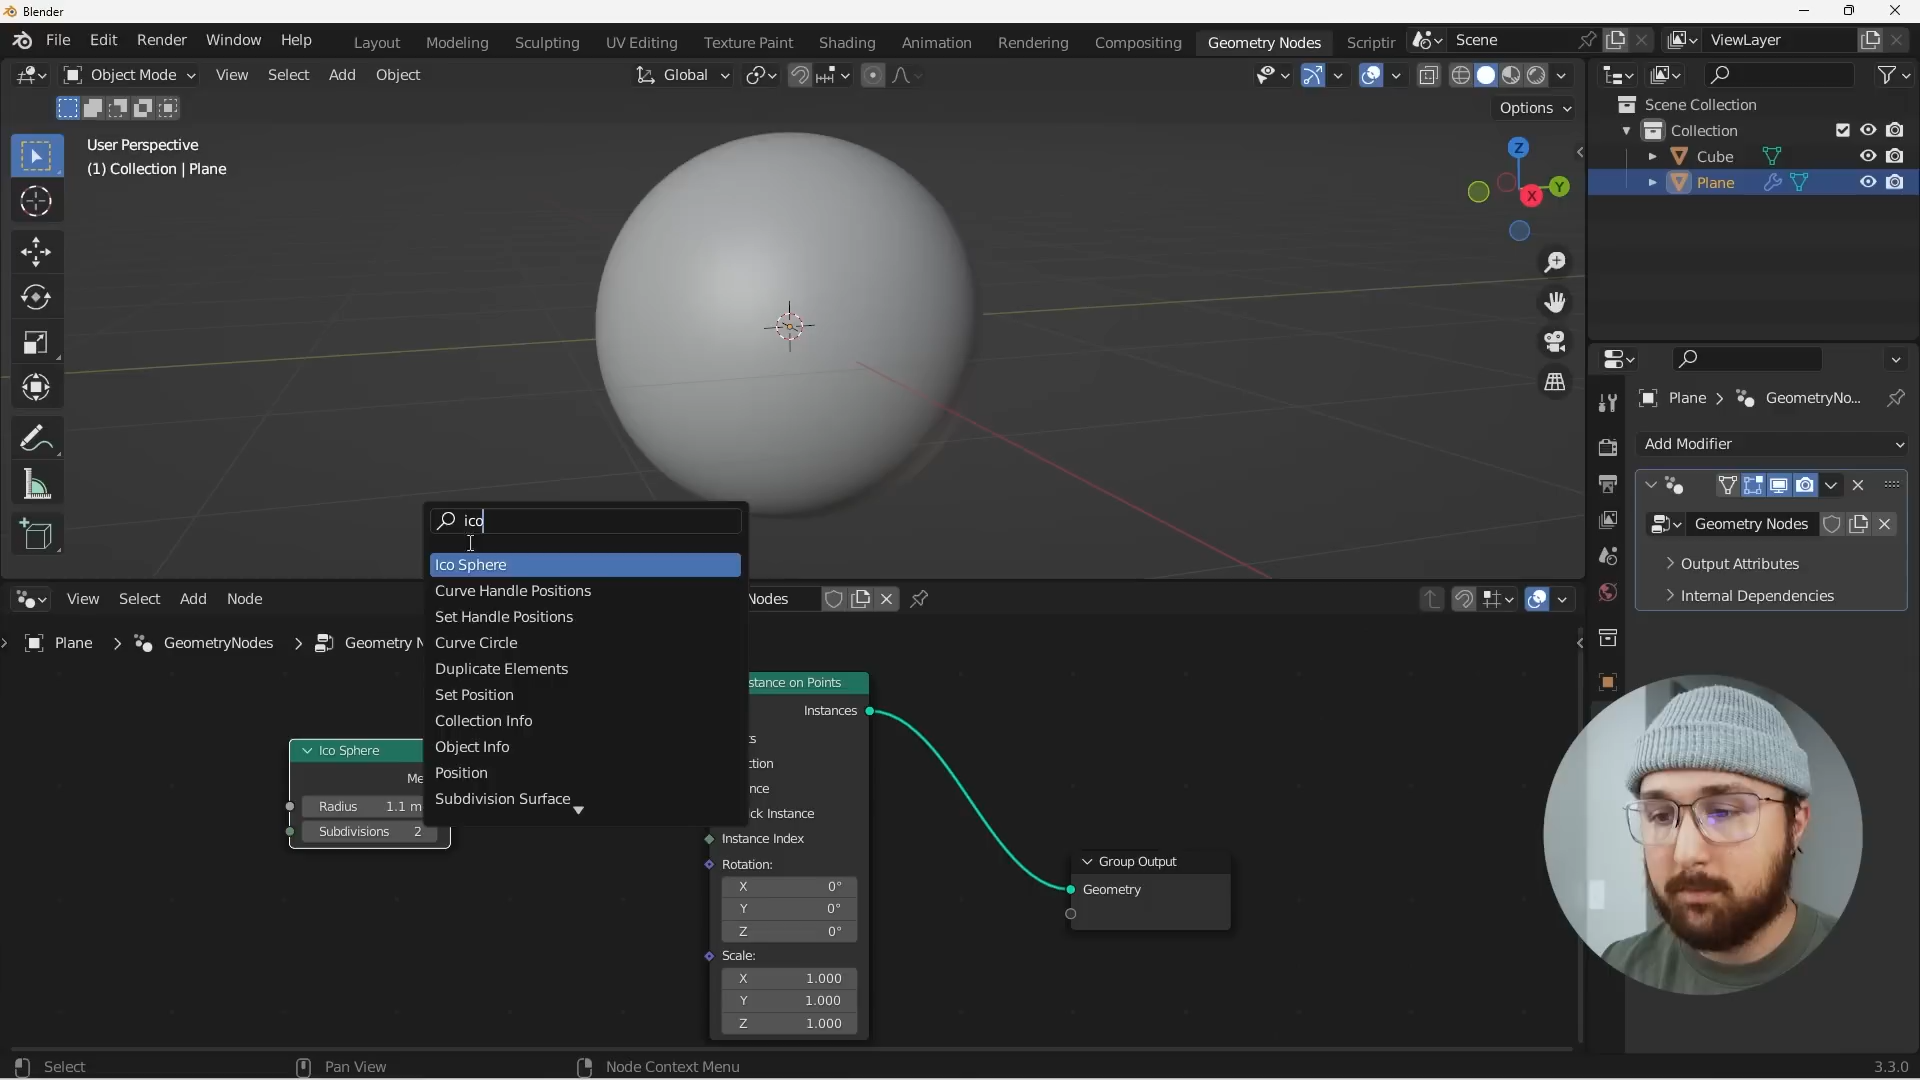 Blender
File Edit Render Window Help
Layout Modeling Sculpting UV Editing Texture Paint Shading Animation Rendering Compositing Geometry Nodes Scriptir
Scene
ViewLayer
Object Mode View Select Add Object
Global
Options
User Perspective
(1) Collection | Plane
Z
Y
X
Scene Collection
Collection
Cube
Plane
Plane > GeometryNo...
Add Modifier
Geometry Nodes
Output Attributes
Internal Dependencies
ico
Ico Sphere
Curve Handle Positions
Set Handle Positions
Curve Circle
Duplicate Elements
Set Position
Collection Info
Object Info
Position
Subdivision Surface
View Select Add Node
Nodes
Plane > GeometryNodes > Geometry N
Ico Sphere
Me
Radius 1.1 m
Subdivisions 2
stance on Points
Instances
ts
ction
nce
ck Instance
Instance Index
Rotation:
X 0°
Y 0°
Z 0°
Scale:
X 1.000
Y 1.000
Z 1.000
Group Output
Geometry
Select
Pan View
Node Context Menu
3.3.0